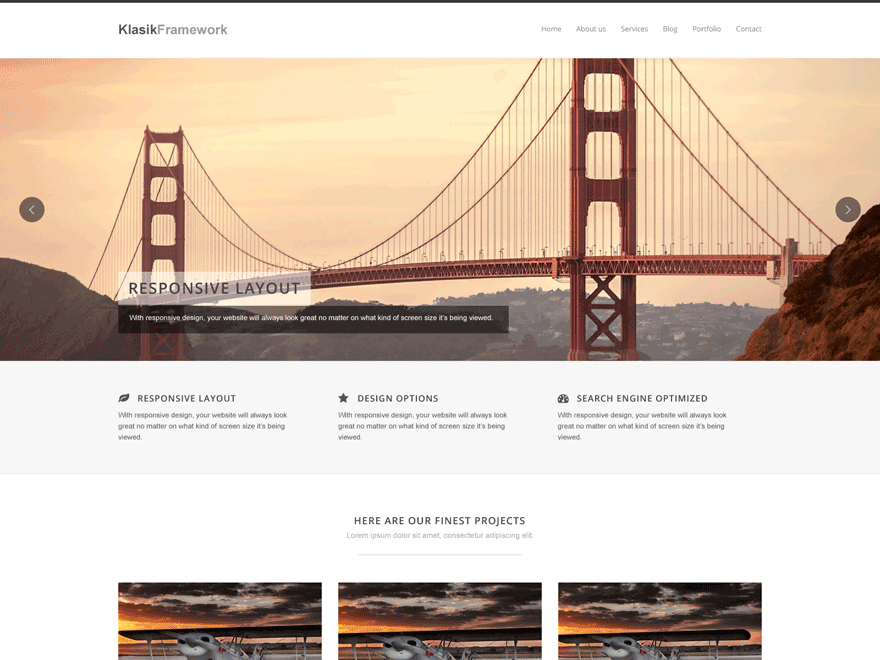 KlasikFramework
Home About us Services Blog Portfolio Contact
RESPONSIVE LAYOUT
With responsive design, your website will always look great no matter on what kind of screen size it's being viewed.
RESPONSIVE LAYOUT
With responsive design, your website will always look
great no matter on what kind of screen size it's being
viewed.
DESIGN OPTIONS
With responsive design, your website will always look
great no matter on what kind of screen size it's being
viewed.
SEARCH ENGINE OPTIMIZED
With responsive design, your website will always look
great no matter on what kind of screen size it's being
viewed.
HERE ARE OUR FINEST PROJECTS
Lorem ipsum dolor sit amet, consectetur adipiscing elit.